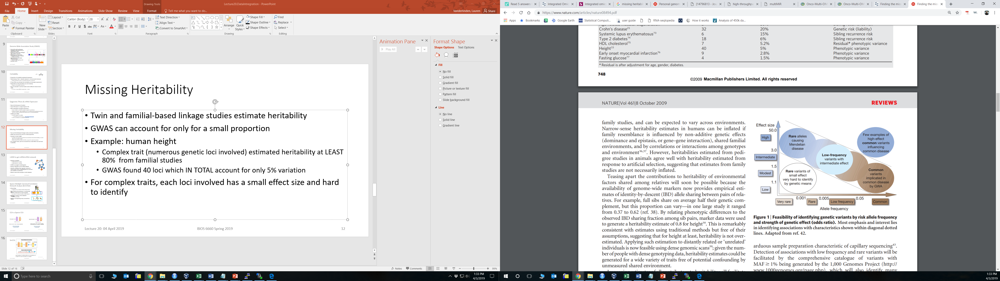 Lecture20.DataIntregration - PowerPoint
Drawing Tools
File Home Insert Design Transitions Animations Slide Show Review View Format Tell me what you want to do...
Vanderlinden, Lauren Share
Paste
Cut
Copy
Format Painter
Clipboard
New Slide
Layout
Reset
Section
Slides
Calibri (Body) 28
Font
Text Direction
Align Text
Convert to SmartArt
Paragraph
Arrange
Quick Styles
Shape Fill
Shape Outline
Shape Effects
Drawing
Find
Replace
Select
Editing
9
Genome-Wide Association Study (GWAS)
10
Heritability
11
Epigenetic Effects & mRNA Expression
12
Missing Heritability
13
LASSO to get miRNA:mRNA network
14
Sparse Multiple Canonical Correlation
Network Analysis (SmCCNet)
15
CCA vs Sparse CCA
16
SmCCA
Missing Heritability
• Twin and familial-based linkage studies estimate heritability
• GWAS can account for only for a small proportion
• Example: human height
• Complex trait (numerous genetic loci involved) estimated heritability at LEAST
80% from familial studies
• GWAS found 40 loci which IN TOTAL account for only 5% variation
• For complex traits, each loci involved has a small effect size and hard
to identify
Lecture 20: 04 April 2019
BIOS 6660 Spring 2019
12
Animation Pane
Play All
Format Shape
Shape Options Text Options
Fill
No fill
Solid fill
Gradient fill
Picture or texture fill
Pattern fill
Slide background fill
Line
No line
Solid line
Gradient line
Slide 12 of 16
Notes Comments 99%
Type here to search
1:33 PM
4/3/2019
Read 5 answers
Integrated Omic
Integrated omic
missing heritabil
Personal genom
[14796813 - Jou
high-throughpu
multiMiR
Onco-Multi-OM
Onco-Multi-OM
Finding the mis
Finding the mis
https://www.nature.com/articles/nature08494.pdf
Apps Bookmarks Google Earth Statistical Computi... user guide RNA-seqlopedia How it works Analysis of 450k da...
Crohn's disease21 32 20% Genetic risk (liability)
Systemic lupus erythematosus73 6 15% Sibling recurrence risk
Type 2 diabetes74 18 6% Sibling recurrence risk
HDL cholesterol75 7 5.2% Residual* phenotypic variance
Height15 40 5% Phenotypic variance
Early onset myocardial infarction76 9 2.8% Phenotypic variance
Fasting glucose77 4 1.5% Phenotypic variance
* Residual is after adjustment for age, gender, diabetes.
748
©2009 Macmillan Publishers Limited. All rights reserved
NATURE|Vol 461|8 October 2009
REVIEWS
family studies, and can be expected to vary across environments.
Narrow-sense heritability estimates in humans can be inflated if
family resemblance is influenced by non-additive genetic effects
(dominance and epistasis, or gene–gene interaction), shared familial
environments, and by correlations or interactions among genotypes
and environment36,37. However, heritabilities estimated from pedi-
gree studies in animals agree well with heritability estimated from
response to artificial selection, suggesting that estimates from family
studies are not necessarily inflated.
Teasing apart the contributions to heritability of environmental
factors shared among relatives will soon be possible because the
availability of genome-wide markers now provides empirical esti-
mates of identity-by-descent (IBD) allele sharing between pairs of rela-
tives. For example, full sibs share on average half their genetic com-
plement, but this proportion can vary—in one large study it ranged
from 0.37 to 0.62 (ref. 38). By relating phenotypic differences to the
observed IBD sharing fraction among sib pairs, marker data were used
to generate a heritability estimate of 0.8 for height38. This is remarkably
consistent with estimates using traditional methods but free of their
assumptions, suggesting that for height at least, heritability is not over-
estimated. Applying such estimation to distantly related or ‘unrelated’
individuals is now feasible using dense genomic scans39; given the num-
ber of people with dense genotyping data, heritability estimates could be
generated for a wide variety of traits free of potential confounding by
unmeasured shared environment.
Effect size
50.0
High
3.0
Intermediate
1.5
Modest
1.1
Low
Rare alleles
causing
Mendelian
disease
Few examples of
high-effect
common variants
influencing
common disease
Low-frequency
variants with
intermediate effect
Rare variants of
small effect
very hard to identify
by genetic means
Common
variants
implicated in
common disease
by GWA
0.001 0.005 0.05
Very rare Rare Low frequency Common
Allele frequency
Figure 1 | Feasibility of identifying genetic variants by risk allele frequency
and strength of genetic effect (odds ratio). Most emphasis and interest lies
in identifying associations with characteristics shown within diagonal dotted
lines. Adapted from ref. 42.
arduous sample preparation characteristic of capillary sequencing43.
Detection of associations with low frequency and rare variants will be
facilitated by the comprehensive catalogue of variants with
MAF ≥ 1% being generated by the 1,000 Genomes Project (http://
www.1000genomes.org/page.php), which will also identify many
1:33 PM
4/3/2019